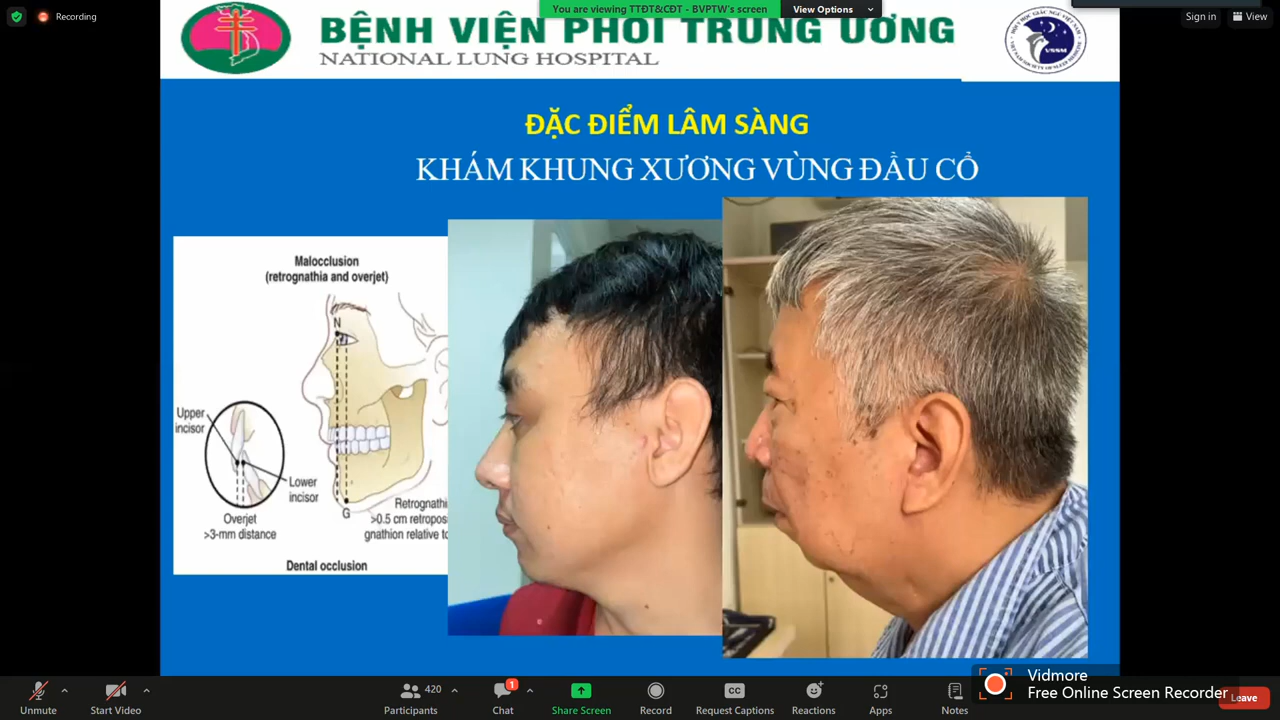 You are viewing TTĐT&CĐT - BVPTW's screen
View Options
Recording
Sign in
View
BỆNH VIỆN PHỔI TRUNG ƯƠNG
NATIONAL LUNG HOSPITAL
VSSM
ĐẶC ĐIỂM LÂM SÀNG
KHÁM KHUNG XƯƠNG VÙNG ĐẦU CỔ
Malocclusion
(retrognathia and overjet)
N
Upper
incisor
Lower
incisor
G
Overjet
>3-mm distance
Retrognathi
>0.5 cm retropos
gnathion relative to
Dental occlusion
Unmute
Start Video
420
Participants
1
Chat
Share Screen
Record
CC
Request Captions
Reactions
Apps
Notes
Vidmore
Free Online Screen Recorder
Leave